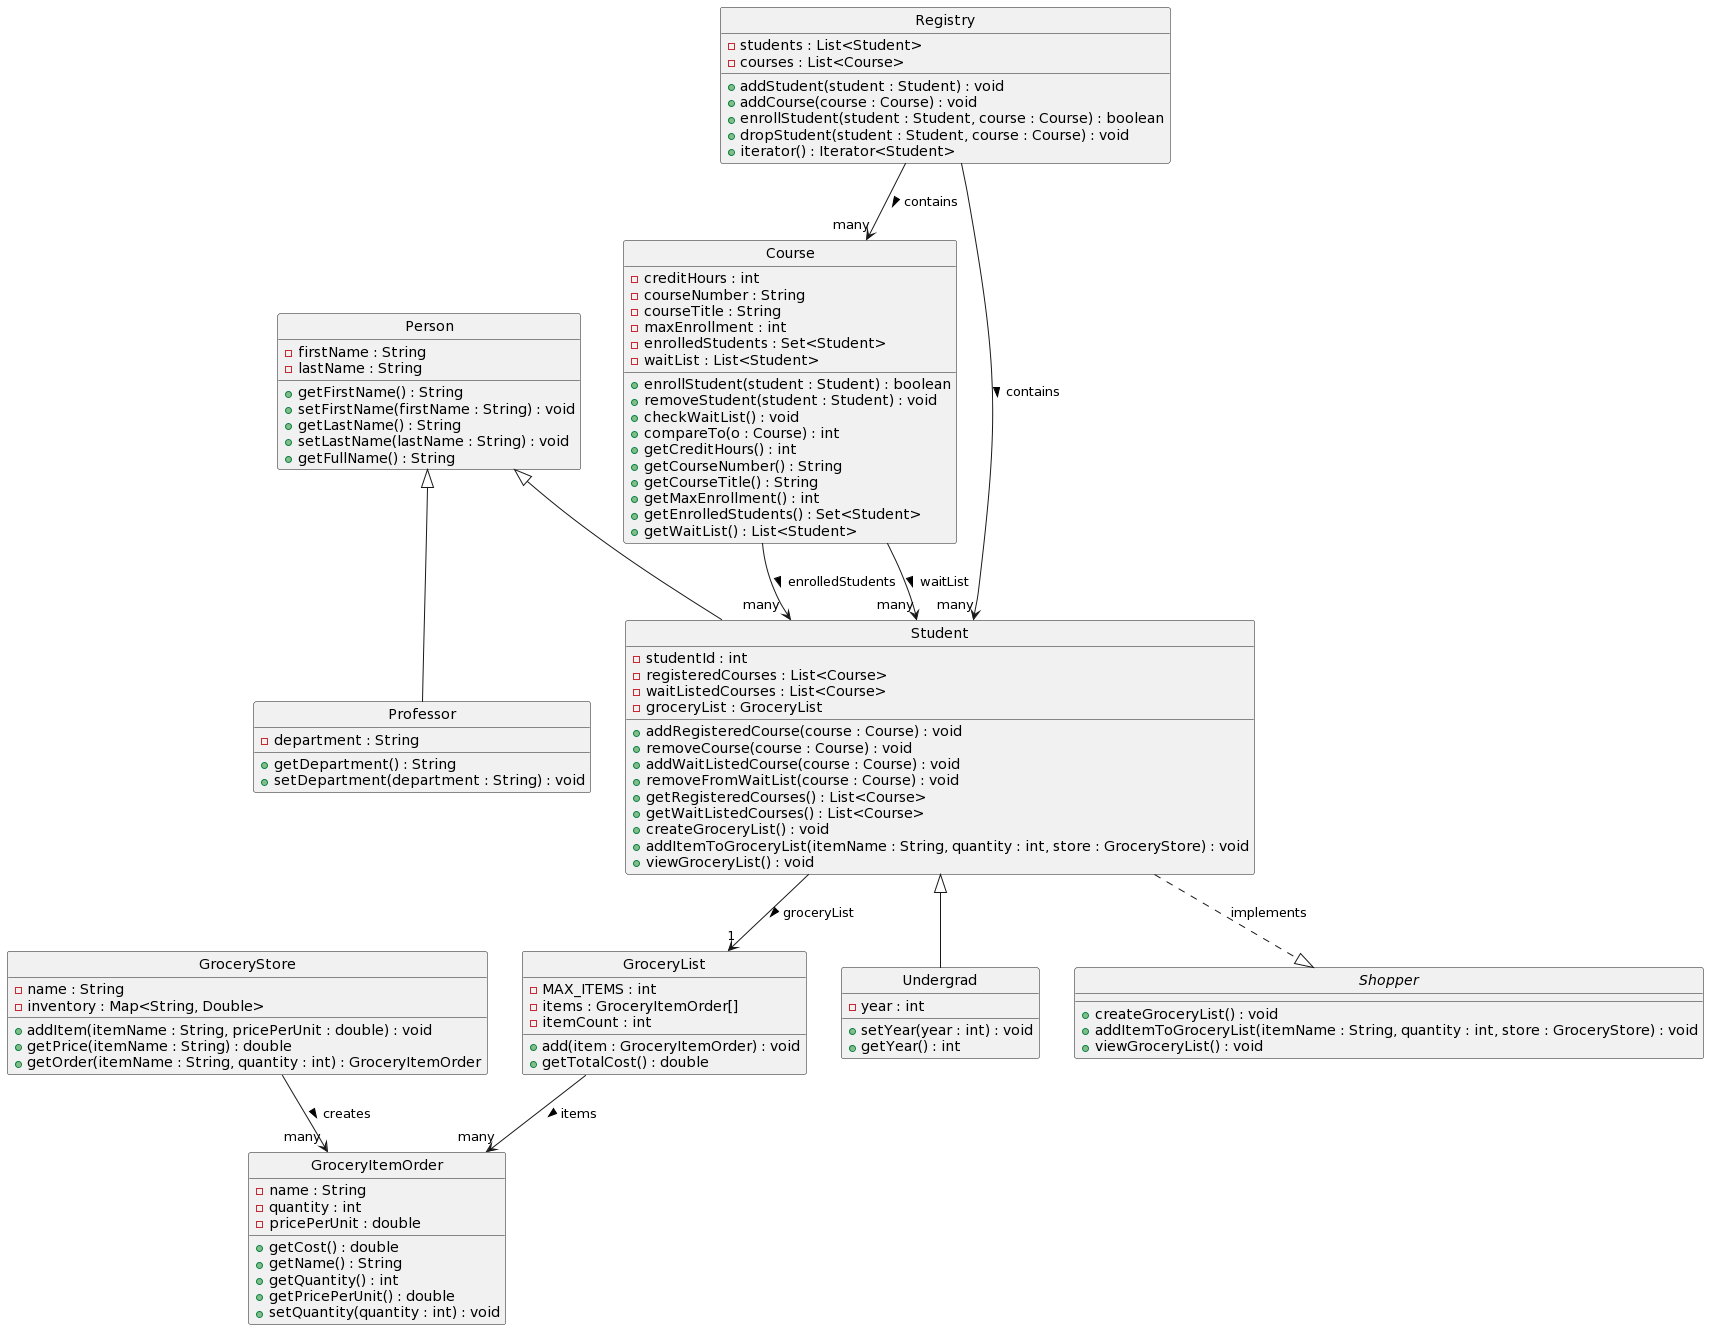 Registry
students : List<Student>
courses : List<Course>
addStudent(student : Student) : void
addCourse(course : Course) : void
enrollStudent(student : Student, course : Course) : boolean
dropStudent(student : Student, course : Course) : void
iterator() : Iterator<Student>
contains
many
contains
Course
creditHours : int
courseNumber : String
courseTitle : String
maxEnrollment : int
enrolledStudents : Set<Student>
waitList : List<Student>
enrollStudent(student : Student) : boolean
removeStudent(student : Student) : void
checkWaitList() : void
compareTo(o : Course) : int
getCreditHours() : int
getCourseNumber() : String
getCourseTitle() : String
getMaxEnrollment() : int
getEnrolledStudents() : Set<Student>
getWaitList() : List<Student>
Person
firstName : String
lastName : String
getFirstName() : String
setFirstName(firstName : String) : void
getLastName() : String
setLastName(lastName : String) : void
getFullName() : String
enrolledStudents
waitList
many
many
many
Student
studentId : int
registeredCourses : List<Course>
waitListedCourses : List<Course>
groceryList : GroceryList
addRegisteredCourse(course : Course) : void
removeCourse(course : Course) : void
addWaitListedCourse(course : Course) : void
removeFromWaitList(course : Course) : void
getRegisteredCourses() : List<Course>
getWaitListedCourses() : List<Course>
createGroceryList() : void
addItemToGroceryList(itemName : String, quantity : int, store : GroceryStore) : void
viewGroceryList() : void
Professor
department : String
getDepartment() : String
setDepartment(department : String) : void
groceryList
implements
1
GroceryStore
name : String
inventory : Map<String, Double>
addItem(itemName : String, pricePerUnit : double) : void
getPrice(itemName : String) : double
getOrder(itemName : String, quantity : int) : GroceryItemOrder
GroceryList
MAX_ITEMS : int
items : GroceryItemOrder[]
itemCount : int
add(item : GroceryItemOrder) : void
getTotalCost() : double
Undergrad
year : int
setYear(year : int) : void
getYear() : int
Shopper
createGroceryList() : void
addItemToGroceryList(itemName : String, quantity : int, store : GroceryStore) : void
viewGroceryList() : void
creates
items
many
many
GroceryItemOrder
name : String
quantity : int
pricePerUnit : double
getCost() : double
getName() : String
getQuantity() : int
getPricePerUnit() : double
setQuantity(quantity : int) : void